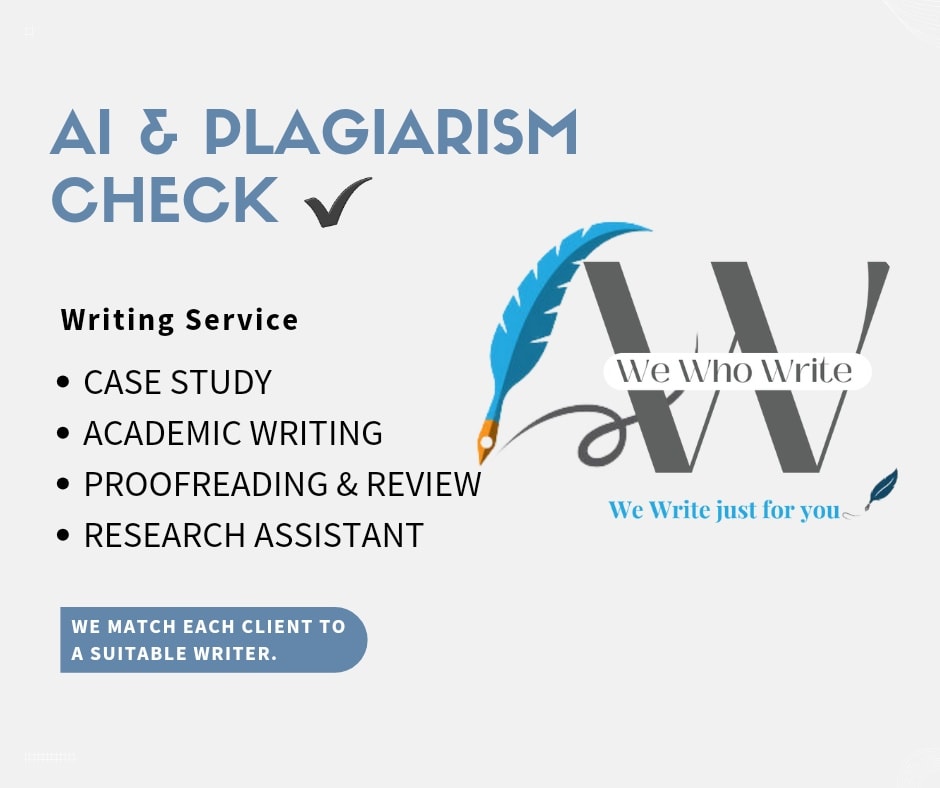 AI & PLAGIARISM
CHECK
Writing Service
CASE STUDY
ACADEMIC WRITING
PROOFREADING & REVIEW
RESEARCH ASSISTANT
WE MATCH EACH CLIENT TO
A SUITABLE WRITER.
We Who Write
We Write just for you